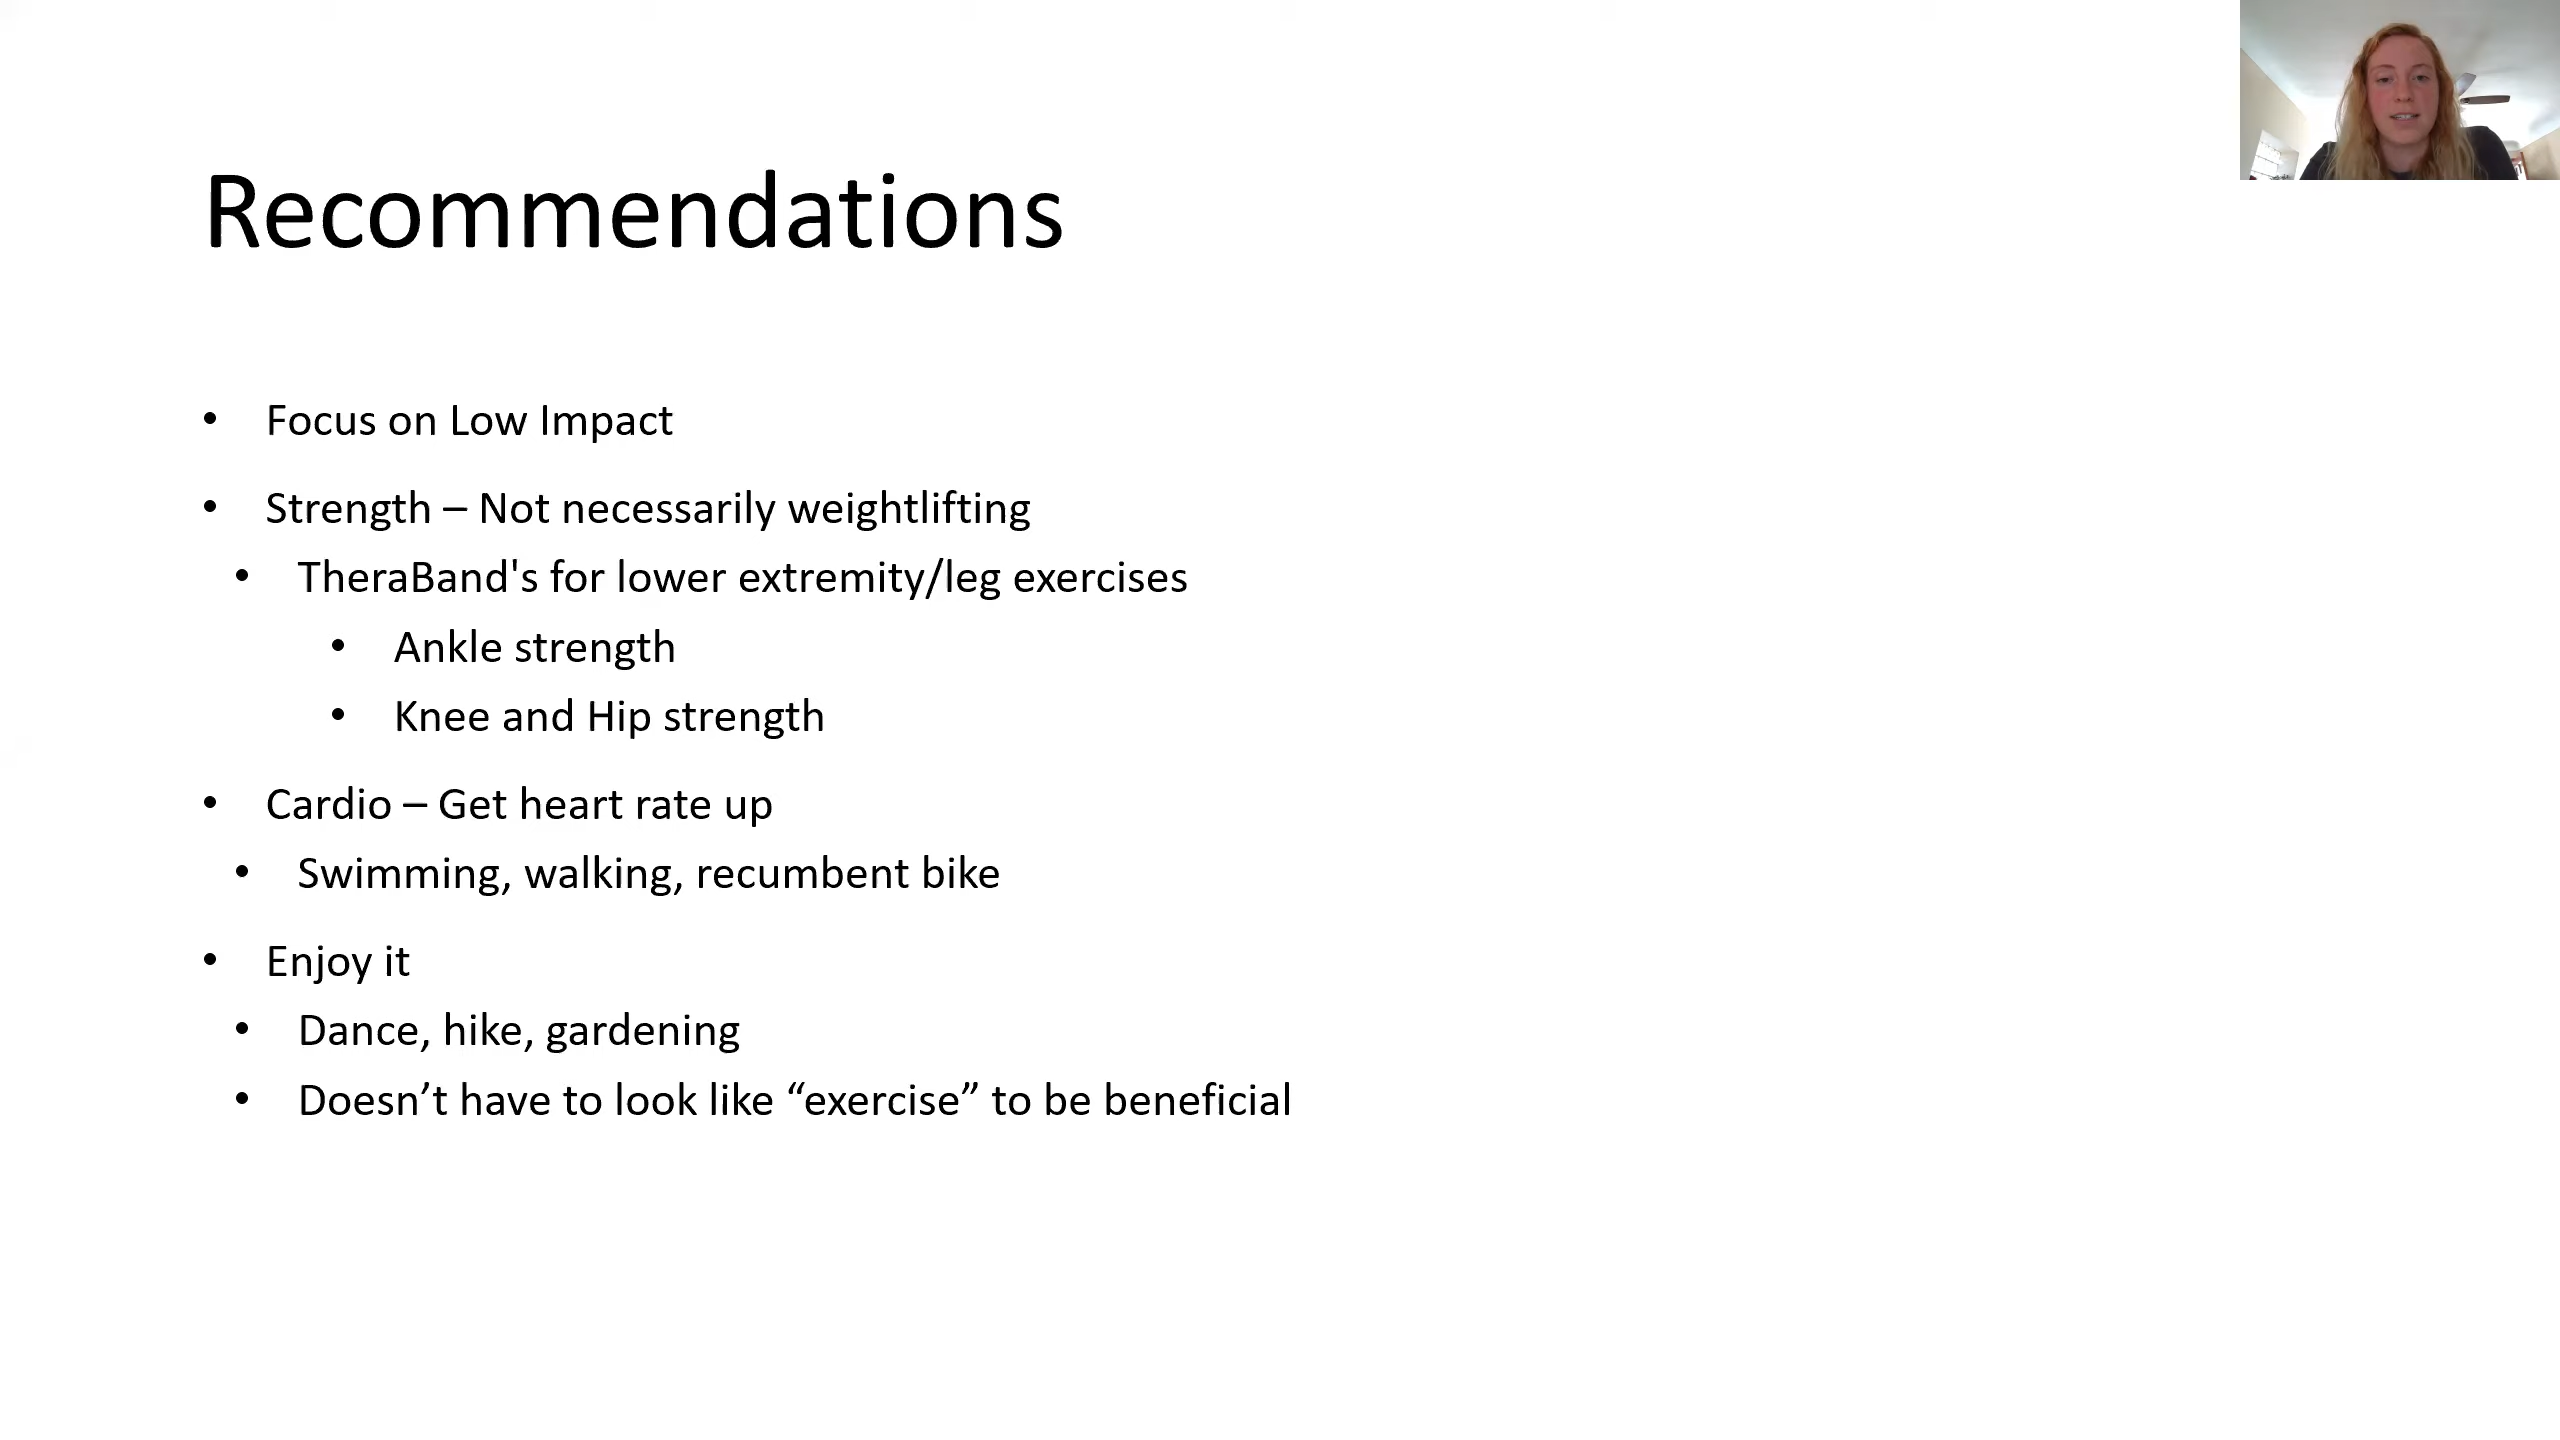 Recommendations
• Focus on Low Impact
• Strength – Not necessarily weightlifting
• TheraBand's for lower extremity/leg exercises
• Ankle strength
• Knee and Hip strength
• Cardio – Get heart rate up
• Swimming, walking, recumbent bike
• Enjoy it
• Dance, hike, gardening
• Doesn’t have to look like “exercise” to be beneficial